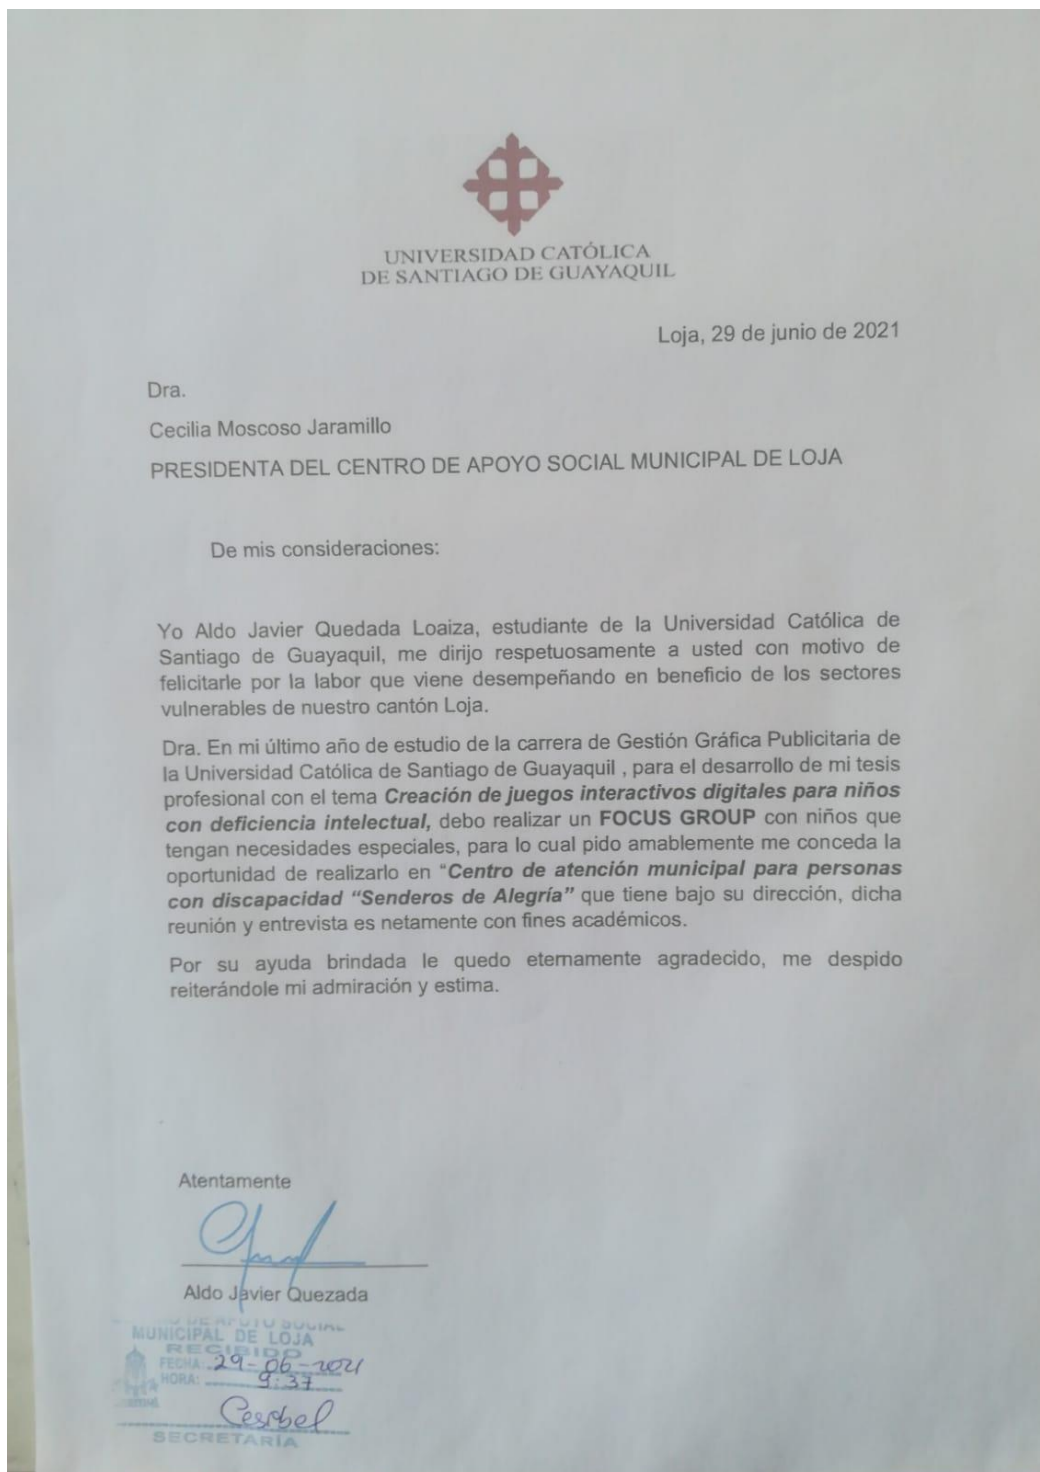 UNIVERSIDAD CATÓLICA
DE SANTIAGO DE GUAYAQUIL
Loja, 29 de junio de 2021
Dra.
Cecilia Moscoso Jaramillo
PRESIDENTA DEL CENTRO DE APOYO SOCIAL MUNICIPAL DE LOJA
De mis consideraciones:
Yo Aldo Javier Quedada Loaiza, estudiante de la Universidad Católica de
Santiago de Guayaquil, me dirijo respetuosamente a usted con motivo de
felicitarle por la labor que viene desempeñando en beneficio de los sectores
vulnerables de nuestro cantón Loja.
Dra. En mi último año de estudio de la carrera de Gestión Gráfica Publicitaria de
la Universidad Católica de Santiago de Guayaquil , para el desarrollo de mi tesis
profesional con el tema Creación de juegos interactivos digitales para niños
con deficiencia intelectual, debo realizar un FOCUS GROUP con niños que
tengan necesidades especiales, para lo cual pido amablemente me conceda la
oportunidad de realizarlo en “Centro de atención municipal para personas
con discapacidad “Senderos de Alegría” que tiene bajo su dirección, dicha
reunión y entrevista es netamente con fines académicos.
Por su ayuda brindada le quedo eternamente agradecido, me despido
reiterándole mi admiración y estima.
Atentamente
Aldo Javier Quezada
DE APOYO SOCIAL
MUNICIPAL DE LOJA
RECIBIDO
FECHA: 29-06-2021
HORA: 9:37
SECRETARÍA